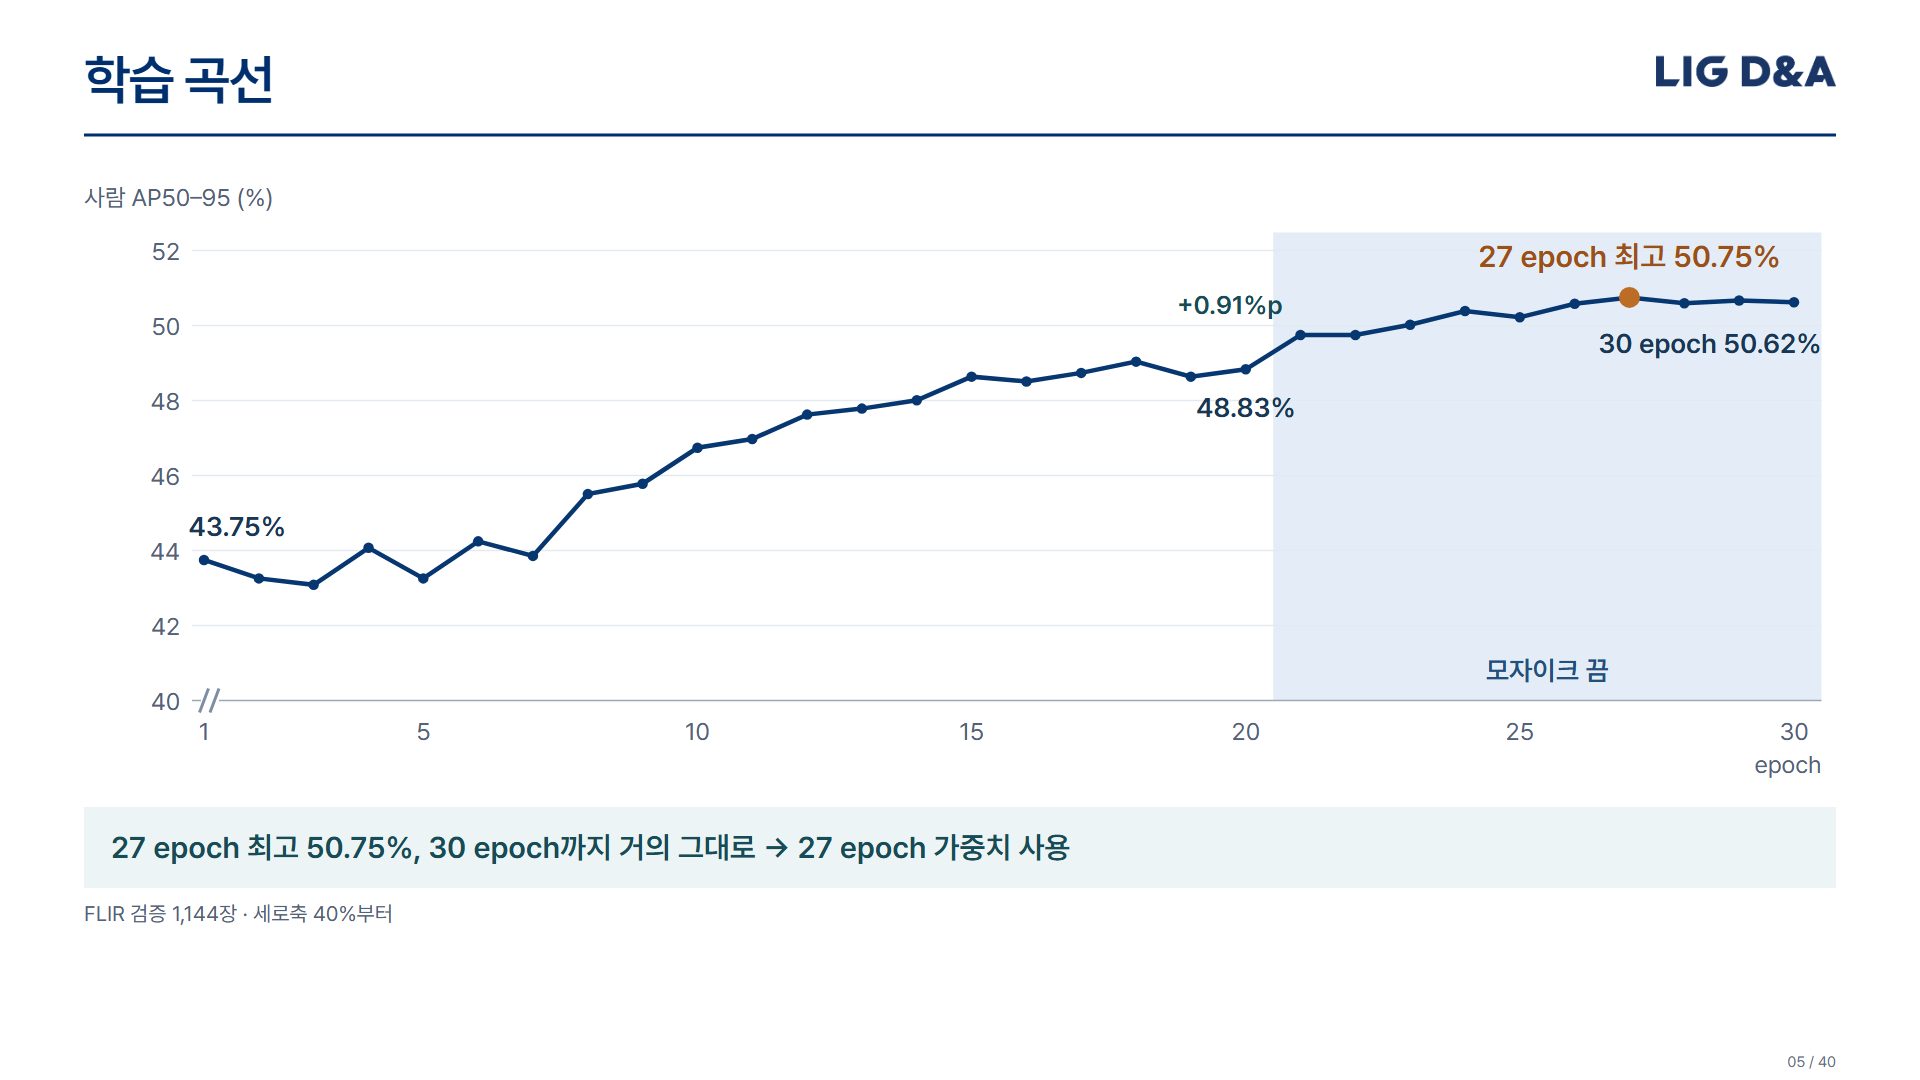 학습 곡선
LIG D&A
사람 AP50–95 (%)
52
50
48
46
44
42
40
27 epoch 최고 50.75%
+0.91%p
30 epoch 50.62%
48.83%
43.75%
모자이크 끔
1 5 10 15 20 25 30
epoch
27 epoch 최고 50.75%, 30 epoch까지 거의 그대로 → 27 epoch 가중치 사용
FLIR 검증 1,144장 · 세로축 40%부터
05 / 40